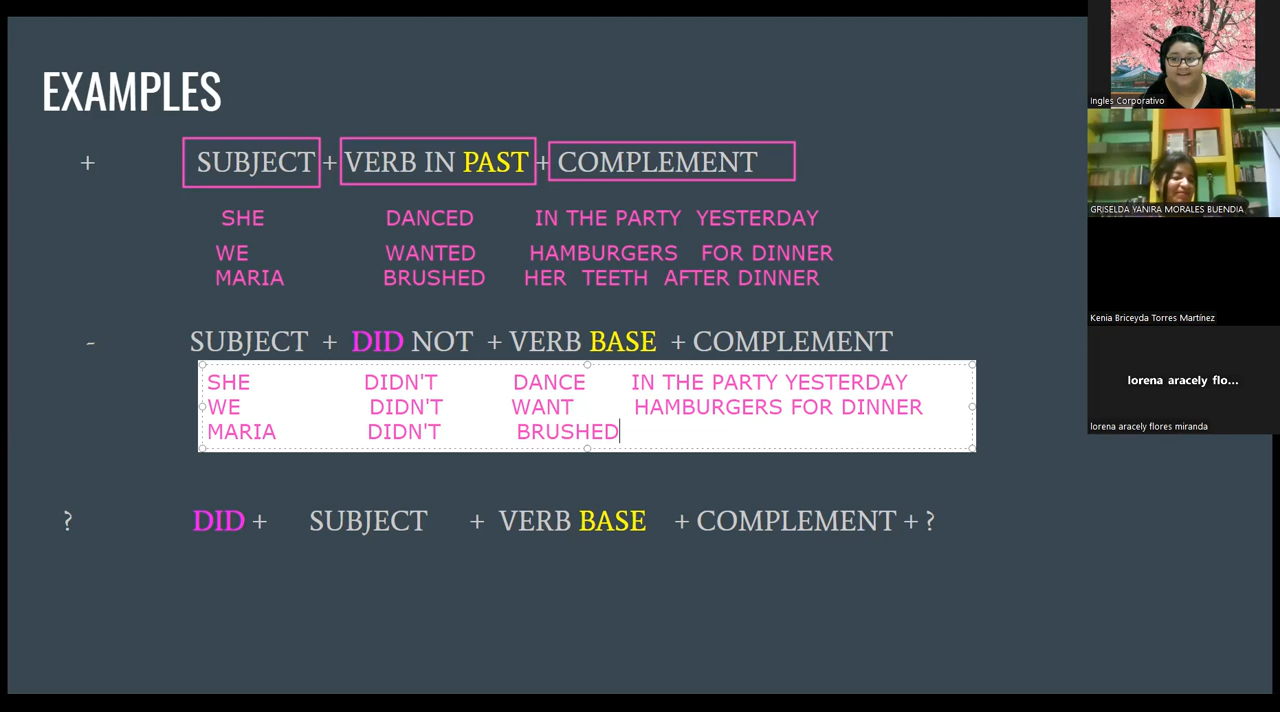 EXAMPLES
+ SUBJECT + VERB IN PAST + COMPLEMENT
SHE DANCED IN THE PARTY YESTERDAY
WE WANTED HAMBURGERS FOR DINNER
MARIA BRUSHED HER TEETH AFTER DINNER
- SUBJECT + DID NOT + VERB BASE + COMPLEMENT
SHE DIDN'T DANCE IN THE PARTY YESTERDAY
WE DIDN'T WANT HAMBURGERS FOR DINNER
MARIA DIDN'T BRUSHED
? DID + SUBJECT + VERB BASE + COMPLEMENT + ?
Ingles Corporativo
GRISELDA YANIRA MORALES BUENDIA
Kenia Briceyda Torres Martínez
lorena aracely flo...
lorena aracely flores miranda